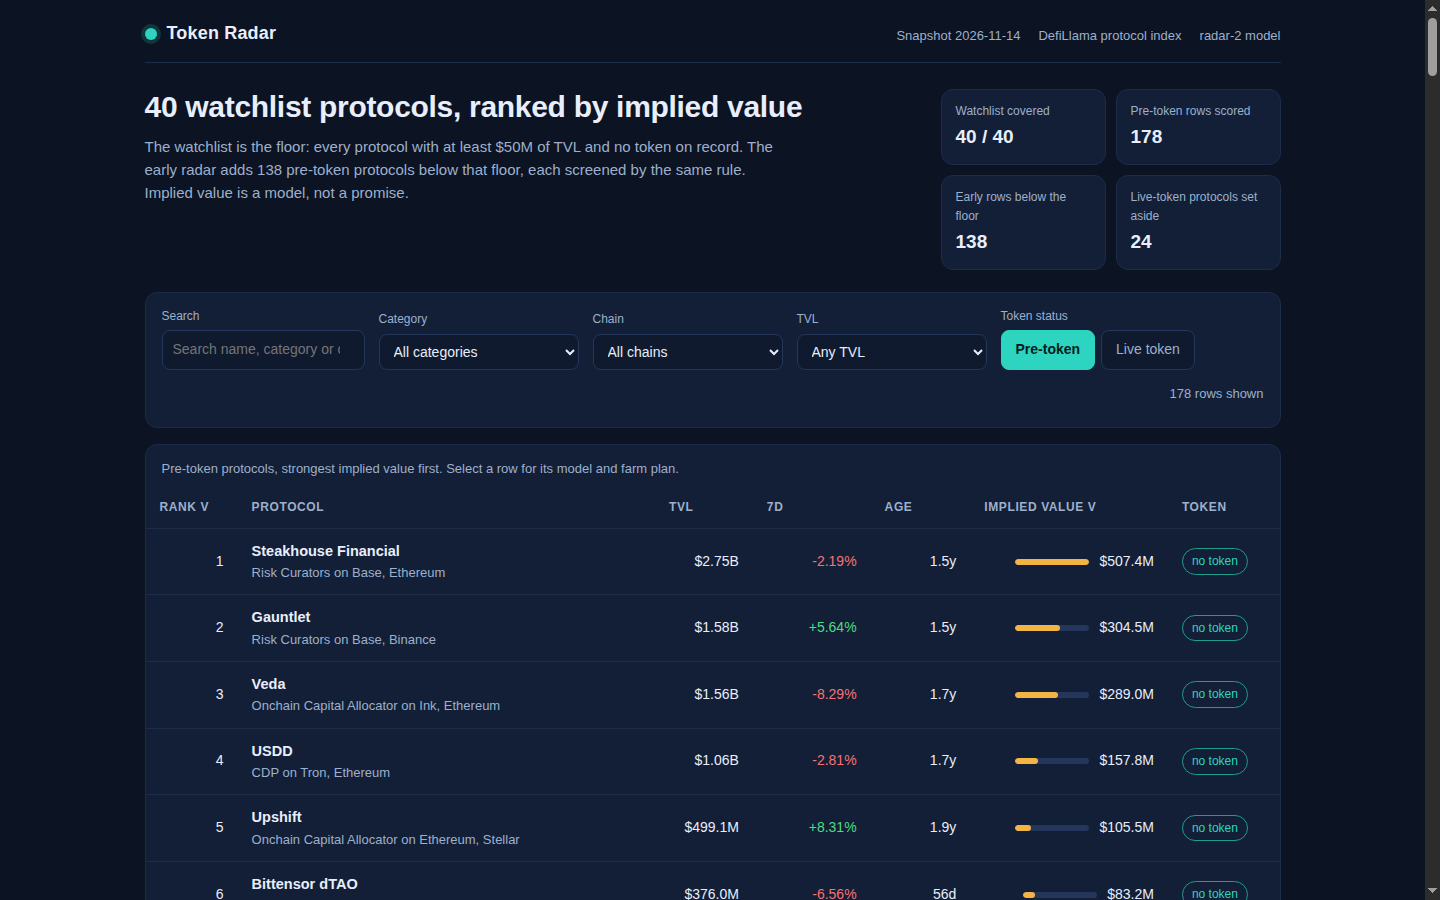 Token Radar
Snapshot 2026-11-14 DefiLlama protocol index radar-2 model
40 watchlist protocols, ranked by implied value
The watchlist is the floor: every protocol with at least $50M of TVL and no token on record. The
early radar adds 138 pre-token protocols below that floor, each screened by the same rule.
Implied value is a model, not a promise.
Watchlist covered
40 / 40
Pre-token rows scored
178
Early rows below the
floor
138
Live-token protocols set
aside
24
Search
Search name, category or c
Category
All categories
Chain
All chains
TVL
Any TVL
Token status
Pre-token Live token
178 rows shown
Pre-token protocols, strongest implied value first. Select a row for its model and farm plan.
RANK V PROTOCOL TVL 7D AGE IMPLIED VALUE V TOKEN
1 Steakhouse Financial $2.75B -2.19% 1.5y $507.4M no token
Risk Curators on Base, Ethereum
2 Gauntlet $1.58B +5.64% 1.5y $304.5M no token
Risk Curators on Base, Binance
3 Veda $1.56B -8.29% 1.7y $289.0M no token
Onchain Capital Allocator on Ink, Ethereum
4 USDD $1.06B -2.81% 1.7y $157.8M no token
CDP on Tron, Ethereum
5 Upshift $499.1M +8.31% 1.9y $105.5M no token
Onchain Capital Allocator on Ethereum, Stellar
6 Bittensor dTAO $376.0M -6.56% 56d $83.2M no token